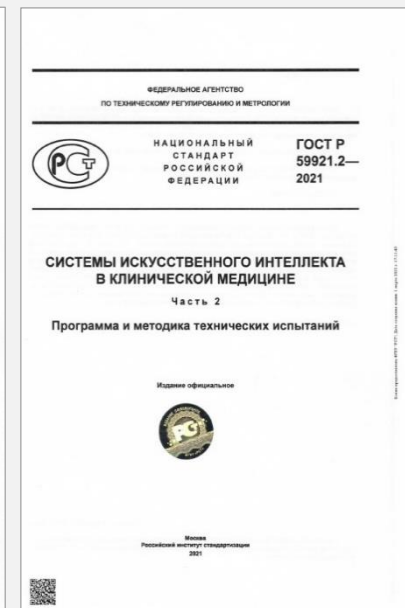 ФЕДЕРАЛЬНОЕ АГЕНТСТВО
ПО ТЕХНИЧЕСКОМУ РЕГУЛИРОВАНИЮ И МЕТРОЛОГИИ
НАЦИОНАЛЬНЫЙ
СТАНДАРТ
РОССИЙСКОЙ
ФЕДЕРАЦИИ
ГОСТ Р
59921.2—
2021
СИСТЕМЫ ИСКУССТВЕННОГО ИНТЕЛЛЕКТА
В КЛИНИЧЕСКОЙ МЕДИЦИНЕ
Часть 2
Программа и методика технических испытаний
Издание официальное
Москва
Российский институт стандартизации
2021